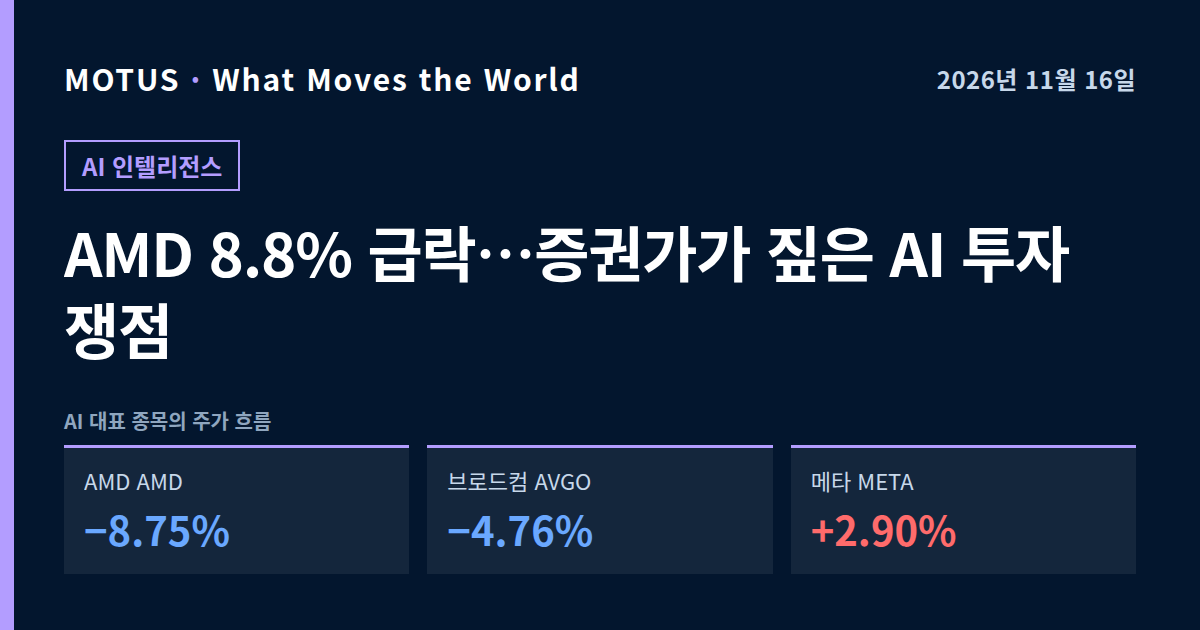 MOTUS · What Moves the World
2026년 11월 16일
AI 인텔리전스
AMD 8.8% 급락…증권가가 짚은 AI 투자
쟁점
AI 대표 종목의 주가 흐름
AMD AMD
−8.75%
브로드컴 AVGO
−4.76%
메타 META
+2.90%